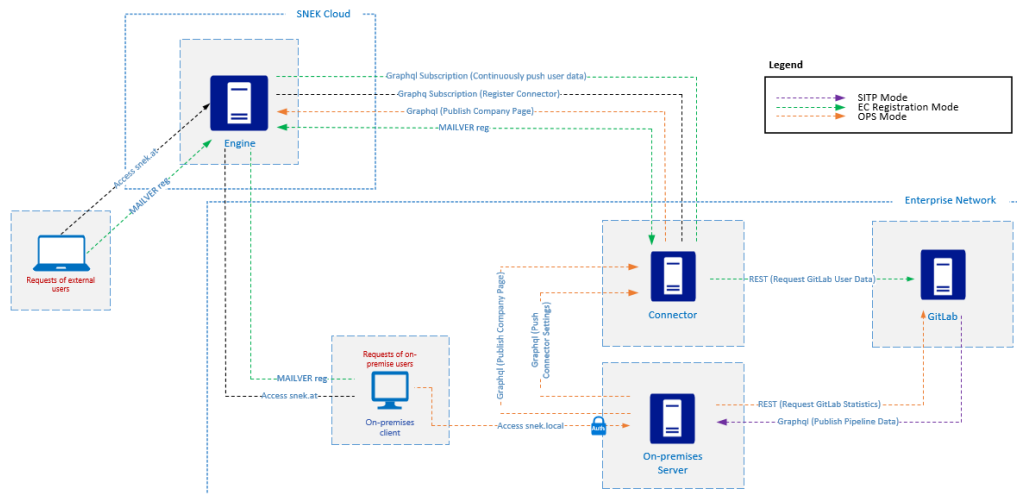 SNEK Cloud
Engine
Graphql Subscription (Continuously push user data)
Graphq Subscription (Register Connector)
Graphql (Publish Company Page)
MAILVER reg
Legend
SITP Mode
EC Registration Mode
OPS Mode
Access snek.at
MAILVER reg
Requests of external
users
Enterprise Network
Connector
REST (Request GitLab User Data)
GitLab
Graphql (Publish Company Page)
Graphql (Push
Connector Settings)
Requests of on-
premise users
On-premises
client
MAILVER reg
Access snek.at
Access snek.local
Auth
On-premises
Server
REST (Request GitLab Statistics)
Graphql (Publish Pipeline Data)